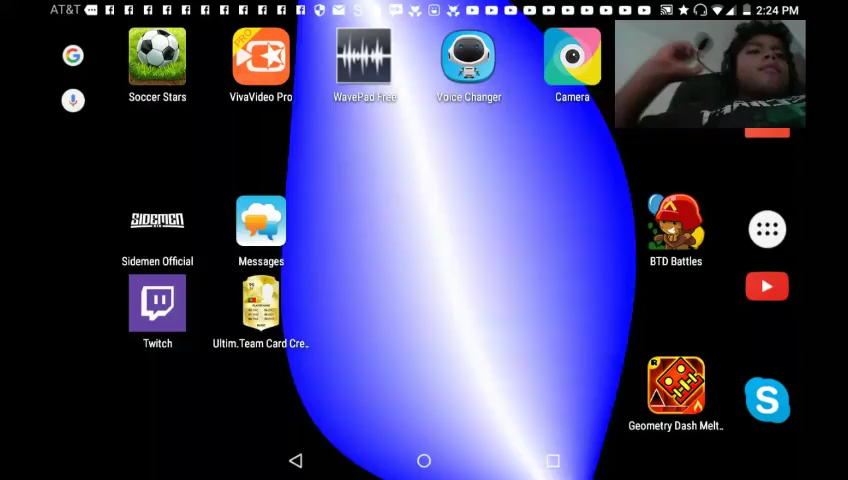 AT&T 2:24 PM
PRO
Soccer Stars VivaVideo Pro WavePad Free Voice Changer Camera
SIDEMEN
Sidemen Official Messages BTD Battles
Twitch Ultim.Team Card Cre.. 
Geometry Dash Melt..